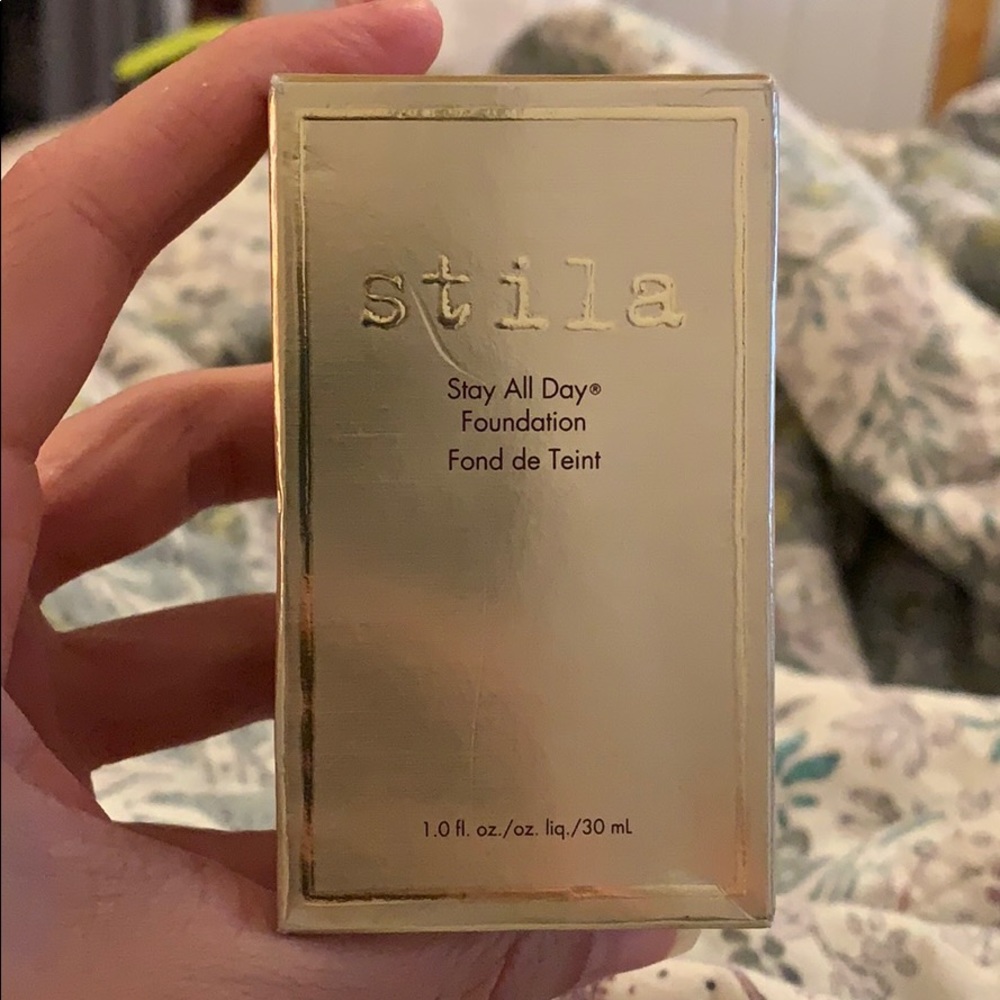 stila
Stay All Day®
Foundation
Fond de Teint
1.0 fl. oz./oz. liq./30 mL